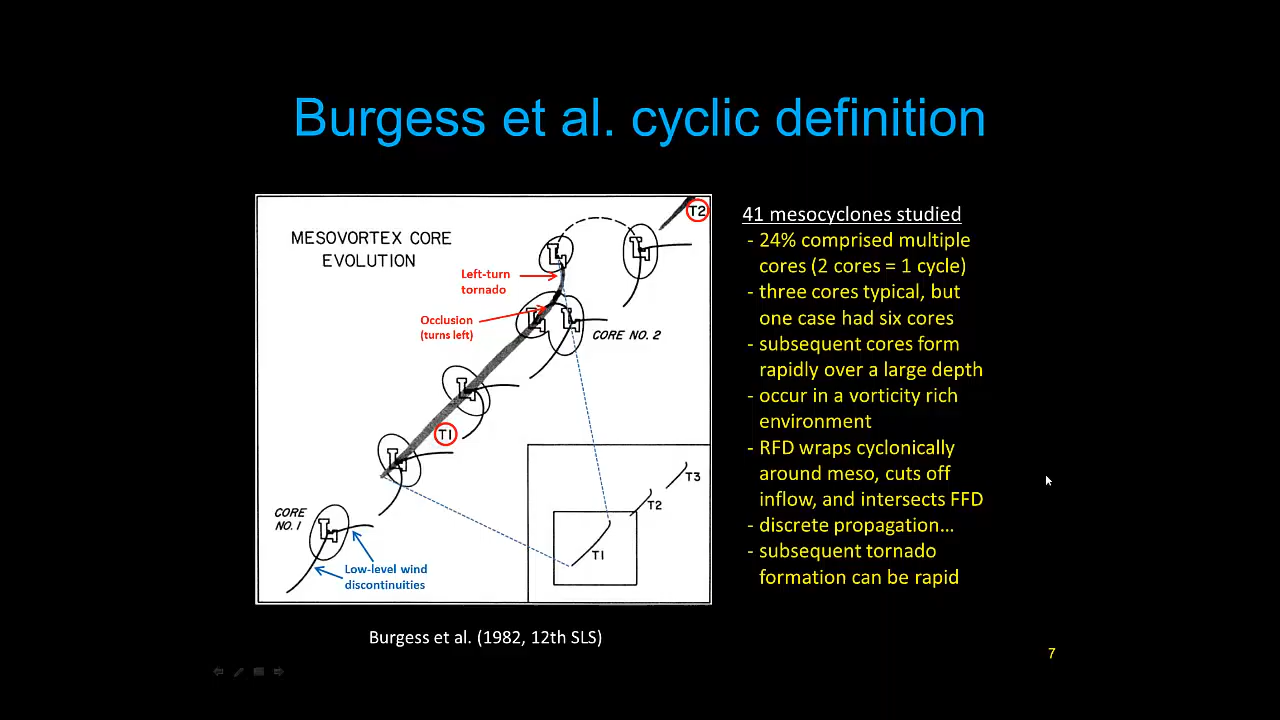 Burgess et al. cyclic definition
MESOVORTEX CORE
EVOLUTION
T2
Left-turn
tornado
Occlusion
(turns left)
CORE NO. 2
L
L
L
L
L
L
L
T1
CORE
NO. 1
Low-level wind
discontinuities
T3
T2
T1
41 mesocyclones studied
- 24% comprised multiple
cores (2 cores = 1 cycle)
- three cores typical, but
one case had six cores
- subsequent cores form
rapidly over a large depth
- occur in a vorticity rich
environment
- RFD wraps cyclonically
around meso, cuts off
inflow, and intersects FFD
- discrete propagation...
- subsequent tornado
formation can be rapid
Burgess et al. (1982, 12th SLS)
7